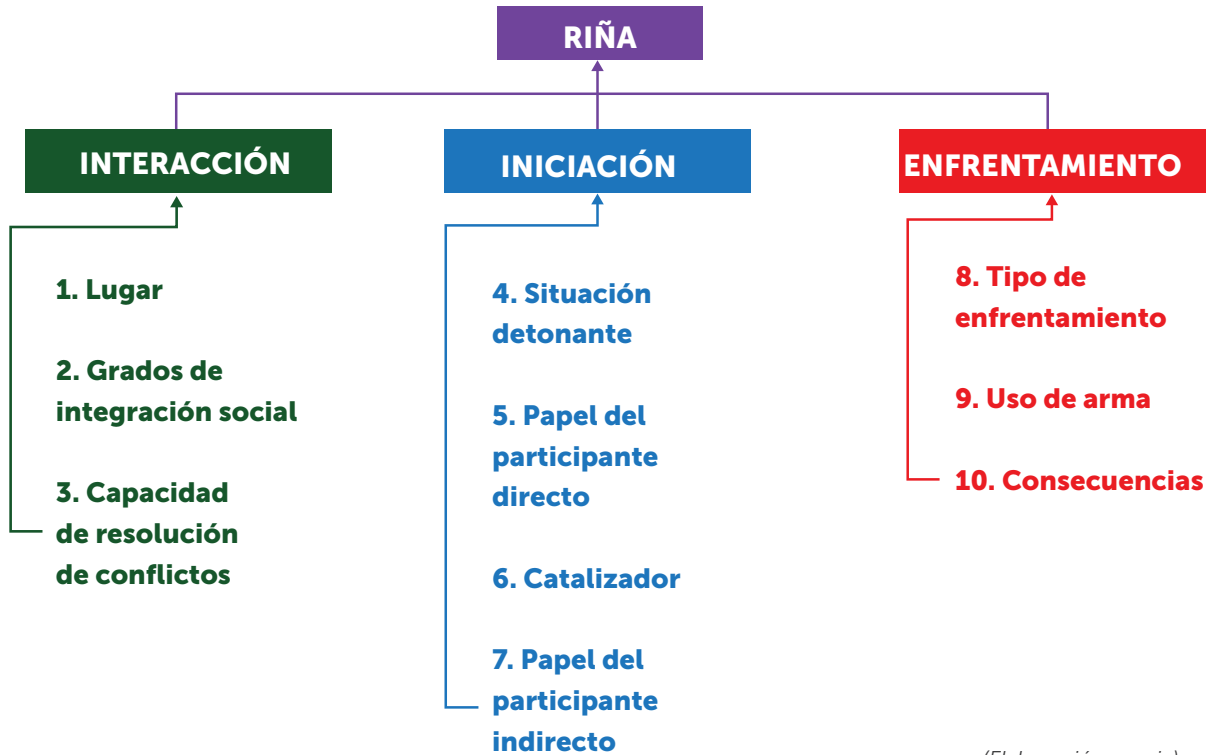 RIÑA
INTERACCIÓN
1. Lugar
2. Grados de
integración social
3. Capacidad
de resolución
de conflictos
INICIACIÓN
4. Situación
detonante
5. Papel del
participante
directo
6. Catalizador
7. Papel del
participante
indirecto
ENFRENTAMIENTO
8. Tipo de
enfrentamiento
9. Uso de arma
10. Consecuencias